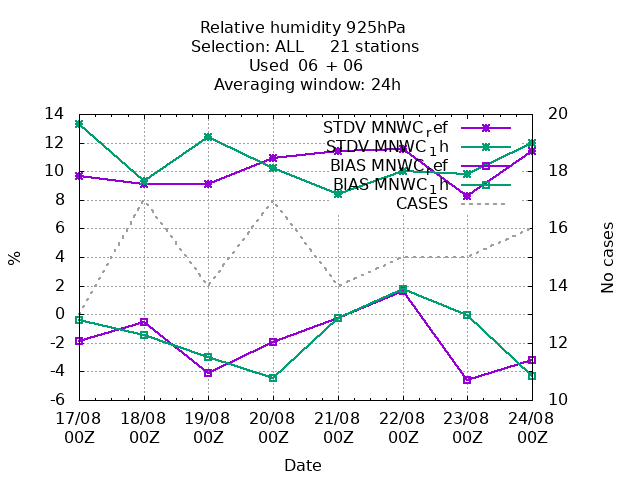 Relative humidity 925hPa
Selection: ALL 21 stations
Used 06 + 06
Averaging window: 24h
14 20
12
10 18
8
6 16
4
2 14
0
-2 12
-4
-6 10
%
No cases
STDV MNWC_ref
STDV MNWC_1h
BIAS MNWC_ref
BIAS MNWC_1h
CASES
17/08 18/08 19/08 20/08 21/08 22/08 23/08 24/08
00Z 00Z 00Z 00Z 00Z 00Z 00Z 00Z
Date